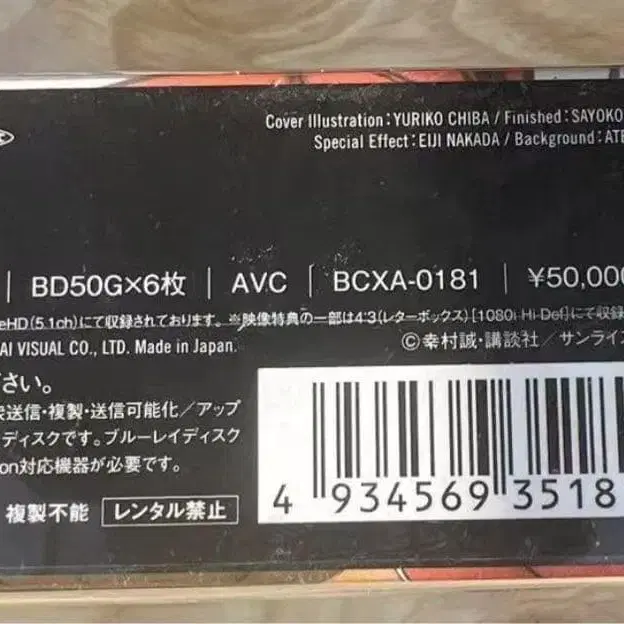 Cover Illustration：YURIKO CHIBA / Finished：SAYOKO
Special Effect：EIJI NAKADA / Background：ATE
BD50G×6枚 | AVC | BCXA-0181 | ¥50,000
eHD(5.1ch)にて収録されております。※映像特典の一部は4:3(レターボックス)[1080i Hi-Def]にて収録
AI VISUAL CO., LTD. Made in Japan.
©幸村誠・講談社／サンライズ
ださい。
送信・複製・送信可能化／アップ
ディスクです。ブルーレイディスク
on対応機器が必要です。
複製不能 レンタル禁止
4 934569 3518